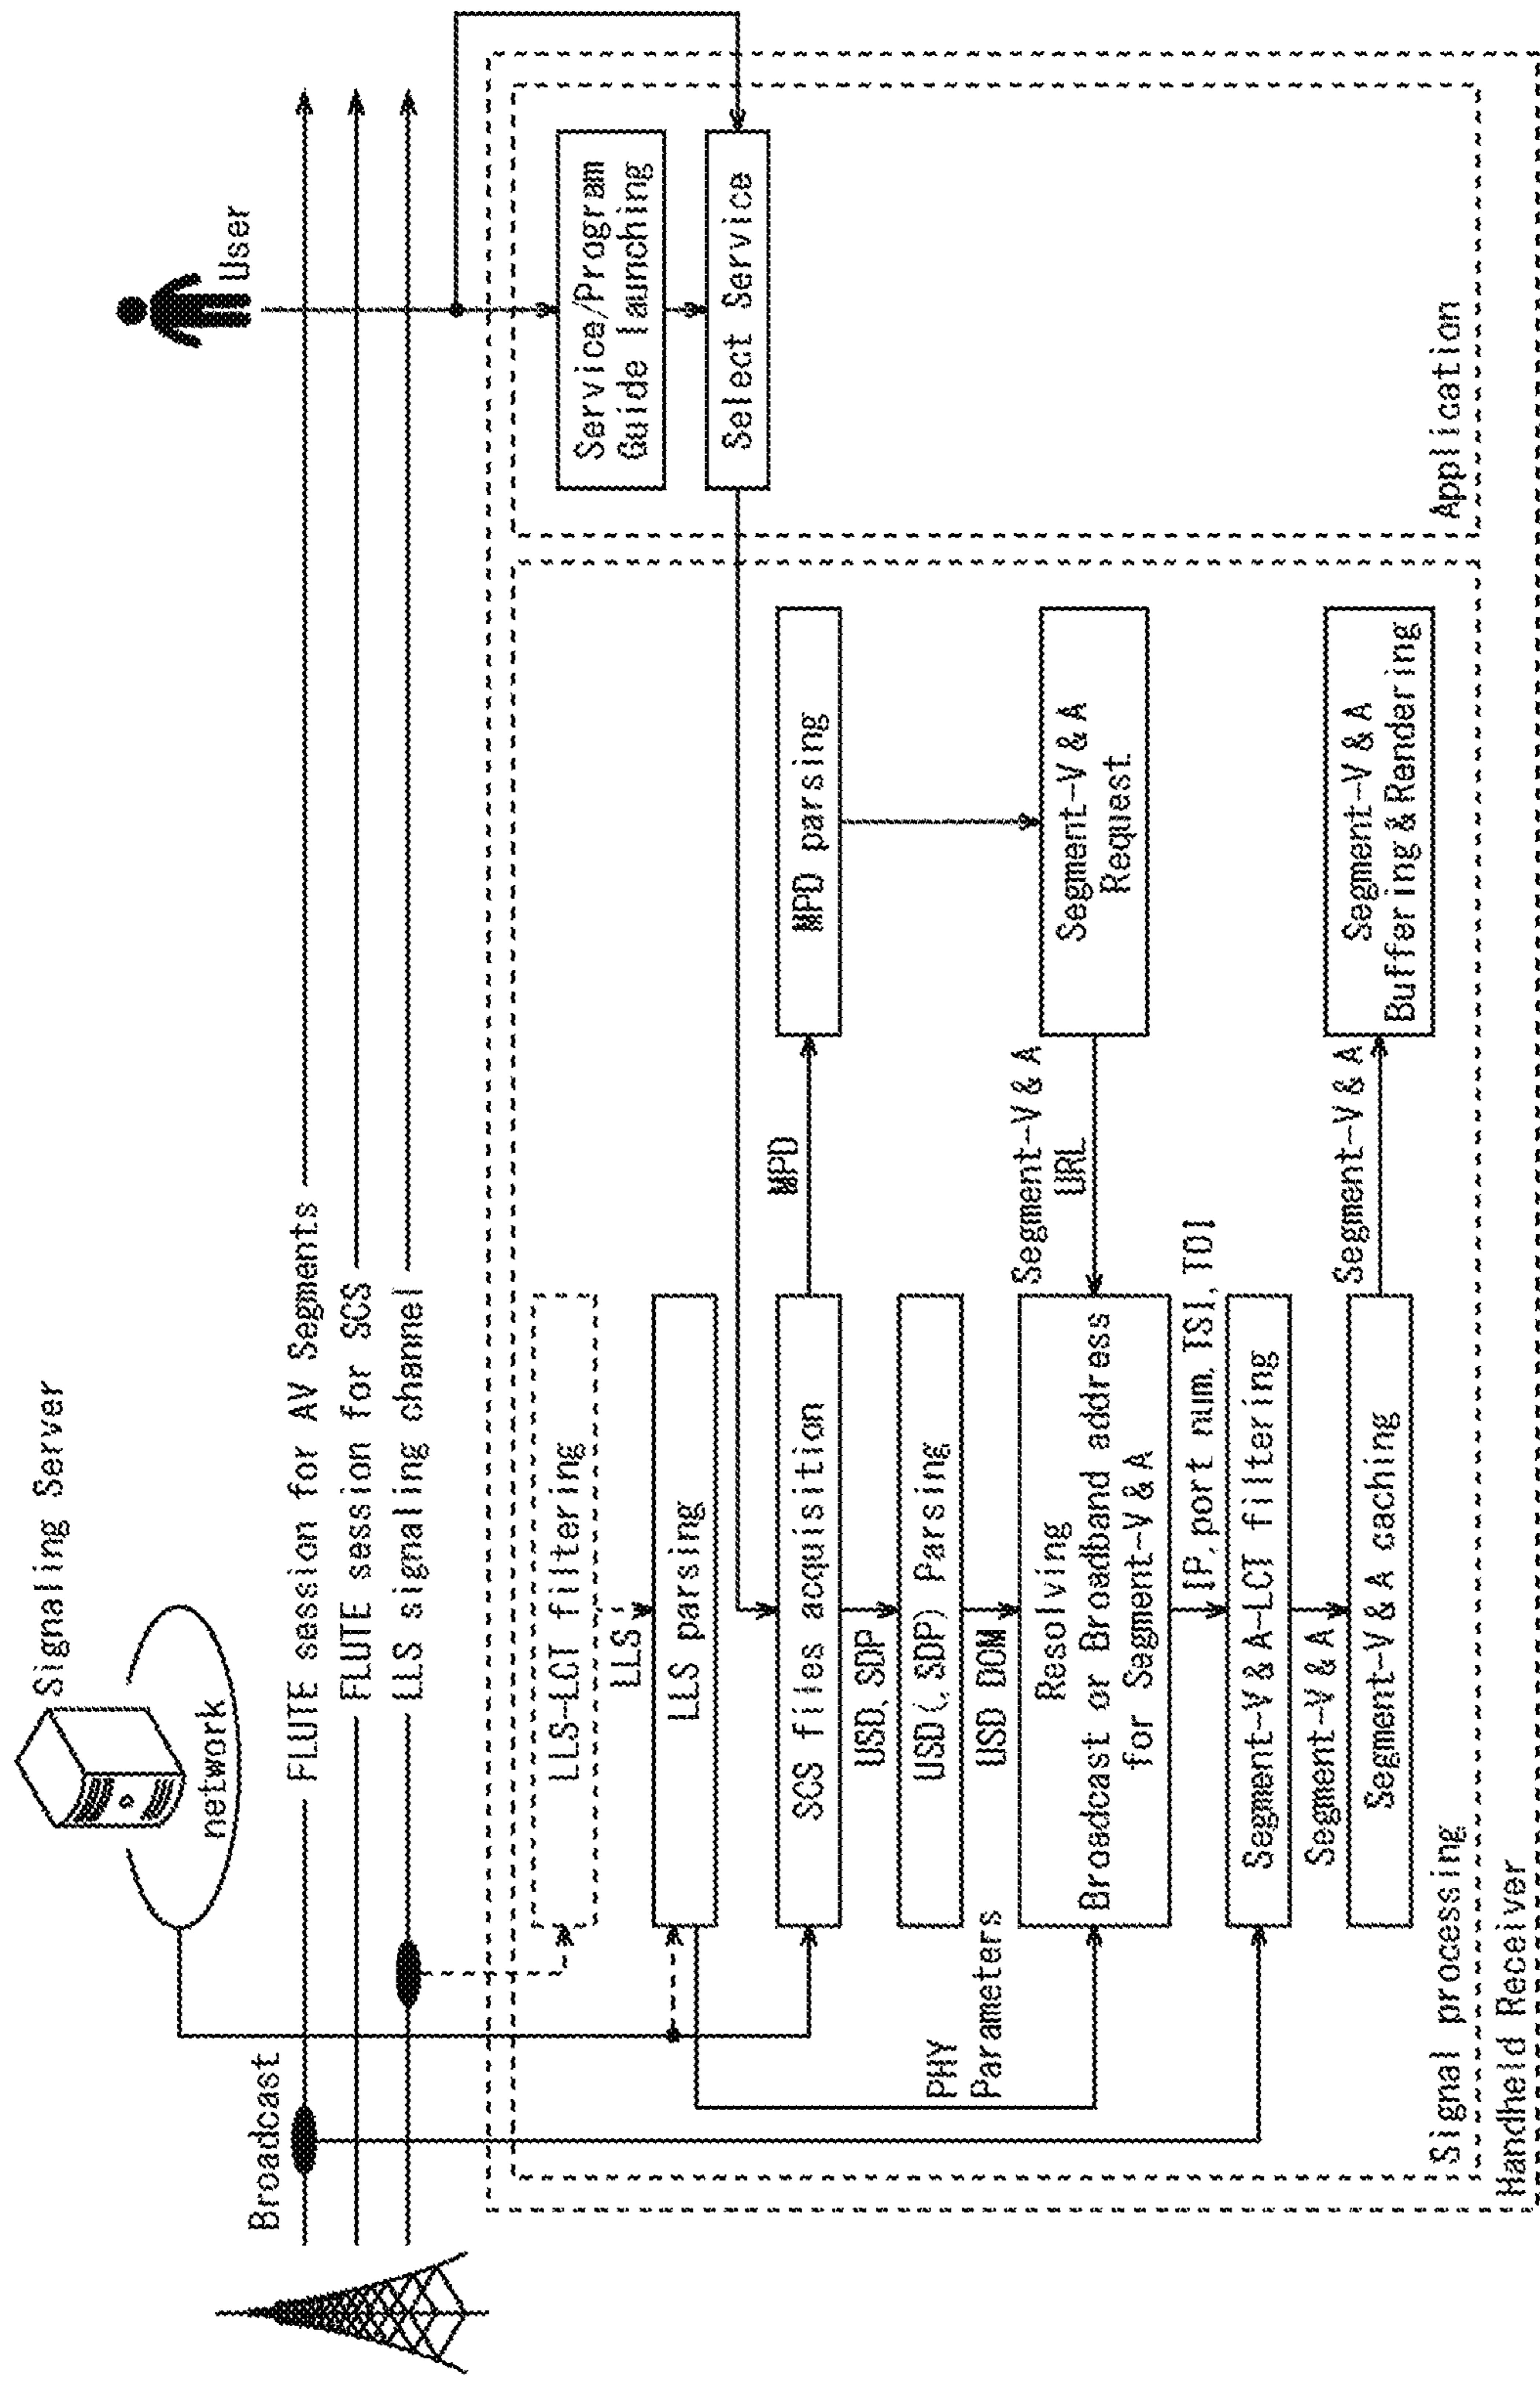 Signaling Server
network
User
Broadcast
FLUTE session for AV Segments
FLUTE session for SCS
LLS signaling channel
LLS-LCT filtering
LLS
LLS parsing
Service/Program
Guide launching
Select Service
SCS files acquisition
MPD
MPD parsing
USD, SDP
USD(,SDP) Parsing
PHY
Parameters
USD DOM
Resolving
Broadcast or Broadband address
for Segment-V&A
Segment-V&A
URL
Segment-V&A
Request
IP, port num, TSI, TOI
Segment-V&A-LCT filtering
Segment-V&A
Segment-V&A caching
Segment-V&A
Segment-V&A
Buffering&Rendering
Signal processing
Application
Handheld Receiver